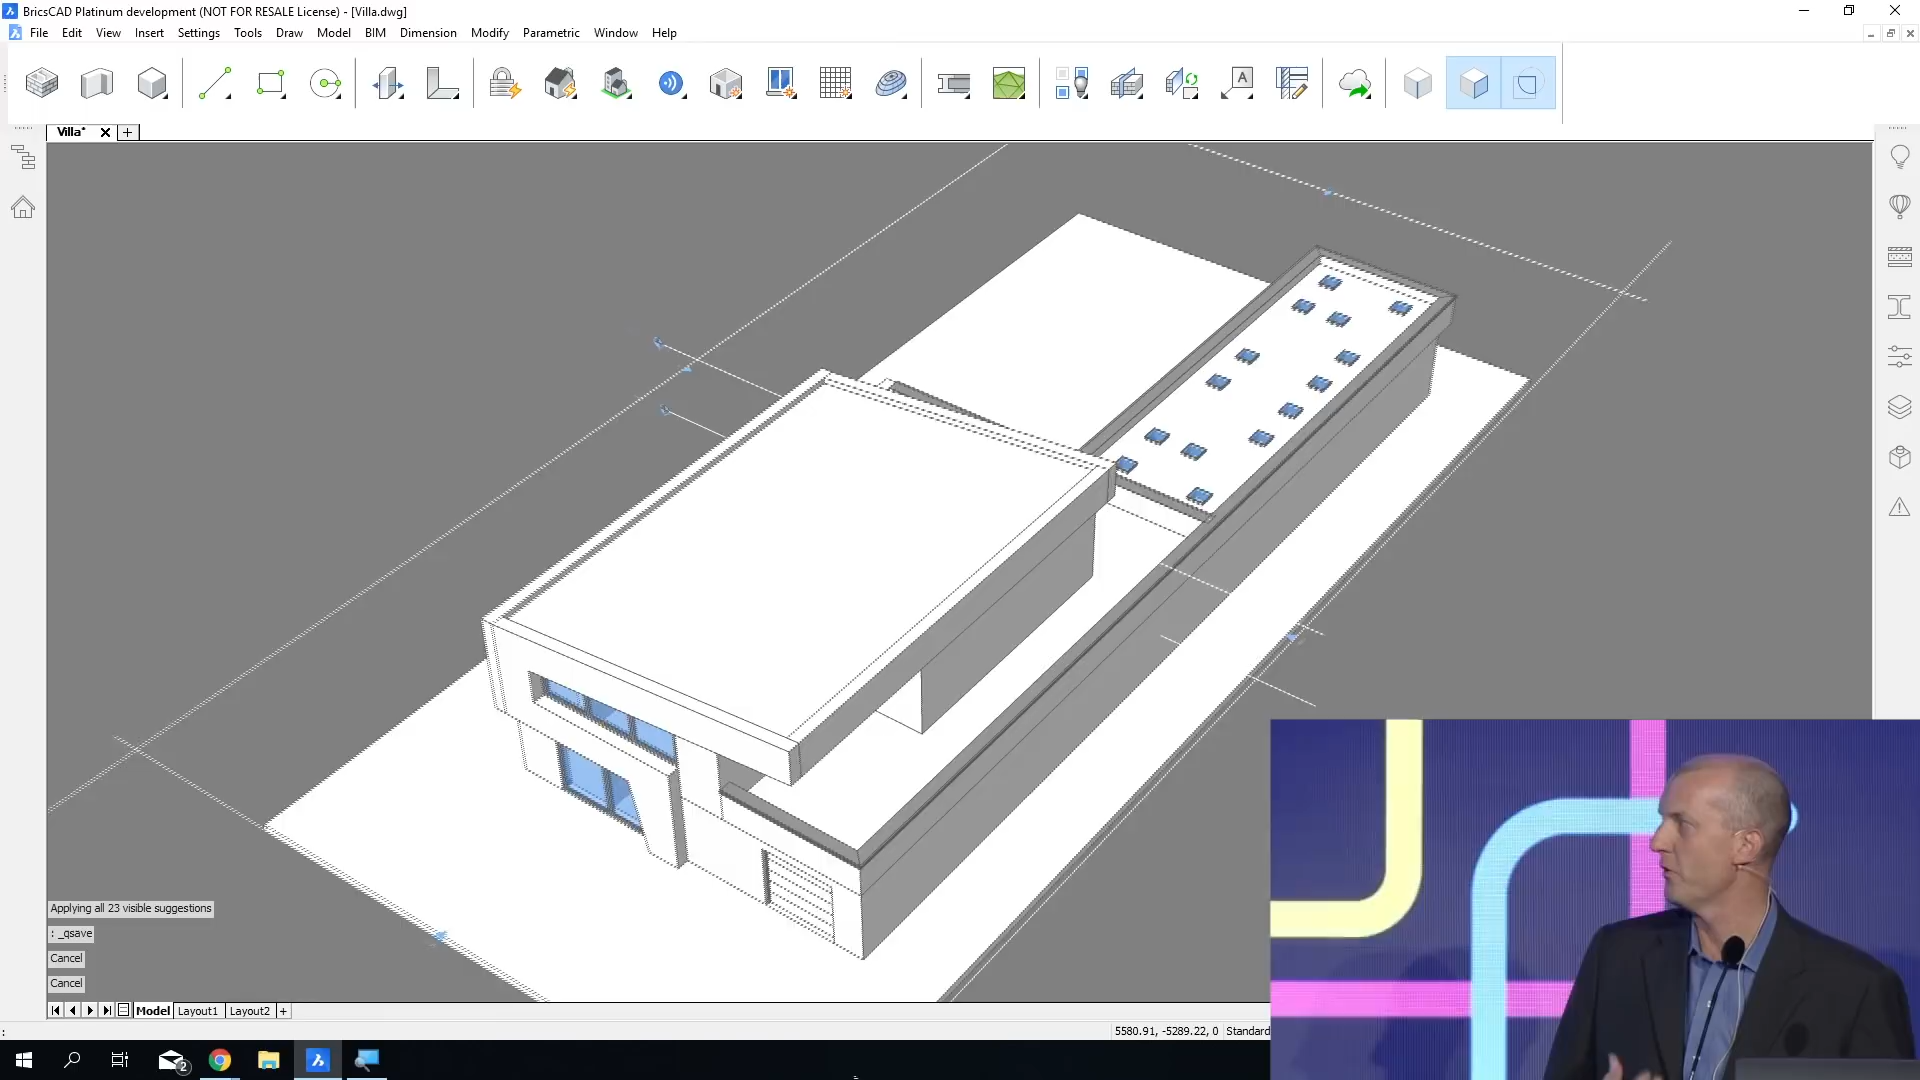 BricsCAD Platinum development (NOT FOR RESALE License) - [Villa.dwg]
File Edit View Insert Settings Tools Draw Model BIM Dimension Modify Parametric Window Help
A
Villa*
Applying all 23 visible suggestions
: _qsave
Cancel
Cancel
Model Layout1 Layout2 +
:
5580.91, -5289.22, 0 Standard
2